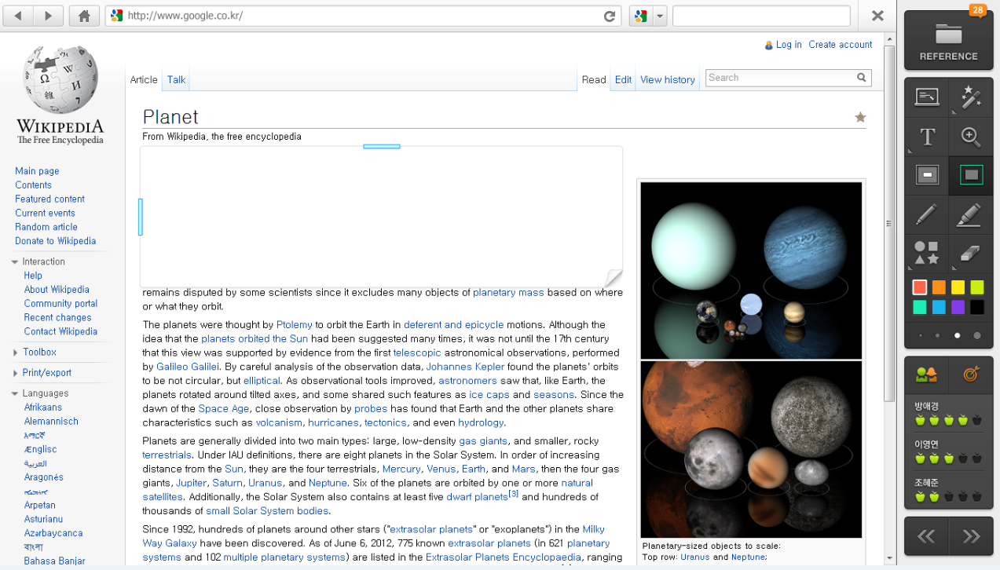 http://www.google.co.kr/
28
REFERENCE
Log in Create account
Article Talk
Read Edit View history
Search
WIKIPEDIA
The Free Encyclopedia
Planet
From Wikipedia, the free encyclopedia
Main page
Contents
Featured content
Current events
Random article
Donate to Wikipedia
Interaction
Help
About Wikipedia
Community portal
Recent changes
Contact Wikipedia
Toolbox
Print/export
Languages
Afrikaans
Alemannisch
አማርኛ
Ænglisc
العربية
Aragonés
Arpetan
Asturianu
Azərbaycanca
বাংলা
Bahasa Banjar
remains disputed by some scientists since it excludes many objects of planetary mass based on where
or what they orbit.
The planets were thought by Ptolemy to orbit the Earth in deferent and epicycle motions. Although the
idea that the planets orbited the Sun had been suggested many times, it was not until the 17th century
that this view was supported by evidence from the first telescopic astronomical observations, performed
by Galileo Galilei. By careful analysis of the observation data, Johannes Kepler found the planets' orbits
to be not circular, but elliptical. As observational tools improved, astronomers saw that, like Earth, the
planets rotated around tilted axes, and some shared such features as ice caps and seasons. Since the
dawn of the Space Age, close observation by probes has found that Earth and the other planets share
characteristics such as volcanism, hurricanes, tectonics, and even hydrology.
Planets are generally divided into two main types: large, low-density gas giants, and smaller, rocky
terrestrials. Under IAU definitions, there are eight planets in the Solar System. In order of increasing
distance from the Sun, they are the four terrestrials, Mercury, Venus, Earth, and Mars, then the four gas
giants, Jupiter, Saturn, Uranus, and Neptune. Six of the planets are orbited by one or more natural
satellites. Additionally, the Solar System also contains at least five dwarf planets[3] and hundreds of
thousands of small Solar System bodies.
Since 1992, hundreds of planets around other stars ("extrasolar planets" or "exoplanets") in the Milky
Way Galaxy have been discovered. As of June 6, 2012, 775 known extrasolar planets (in 621 planetary
systems and 102 multiple planetary systems) are listed in the Extrasolar Planets Encyclopaedia, ranging
Planetary-sized objects to scale:
Top row: Uranus and Neptune;
T
방애경
이영연
조혜준